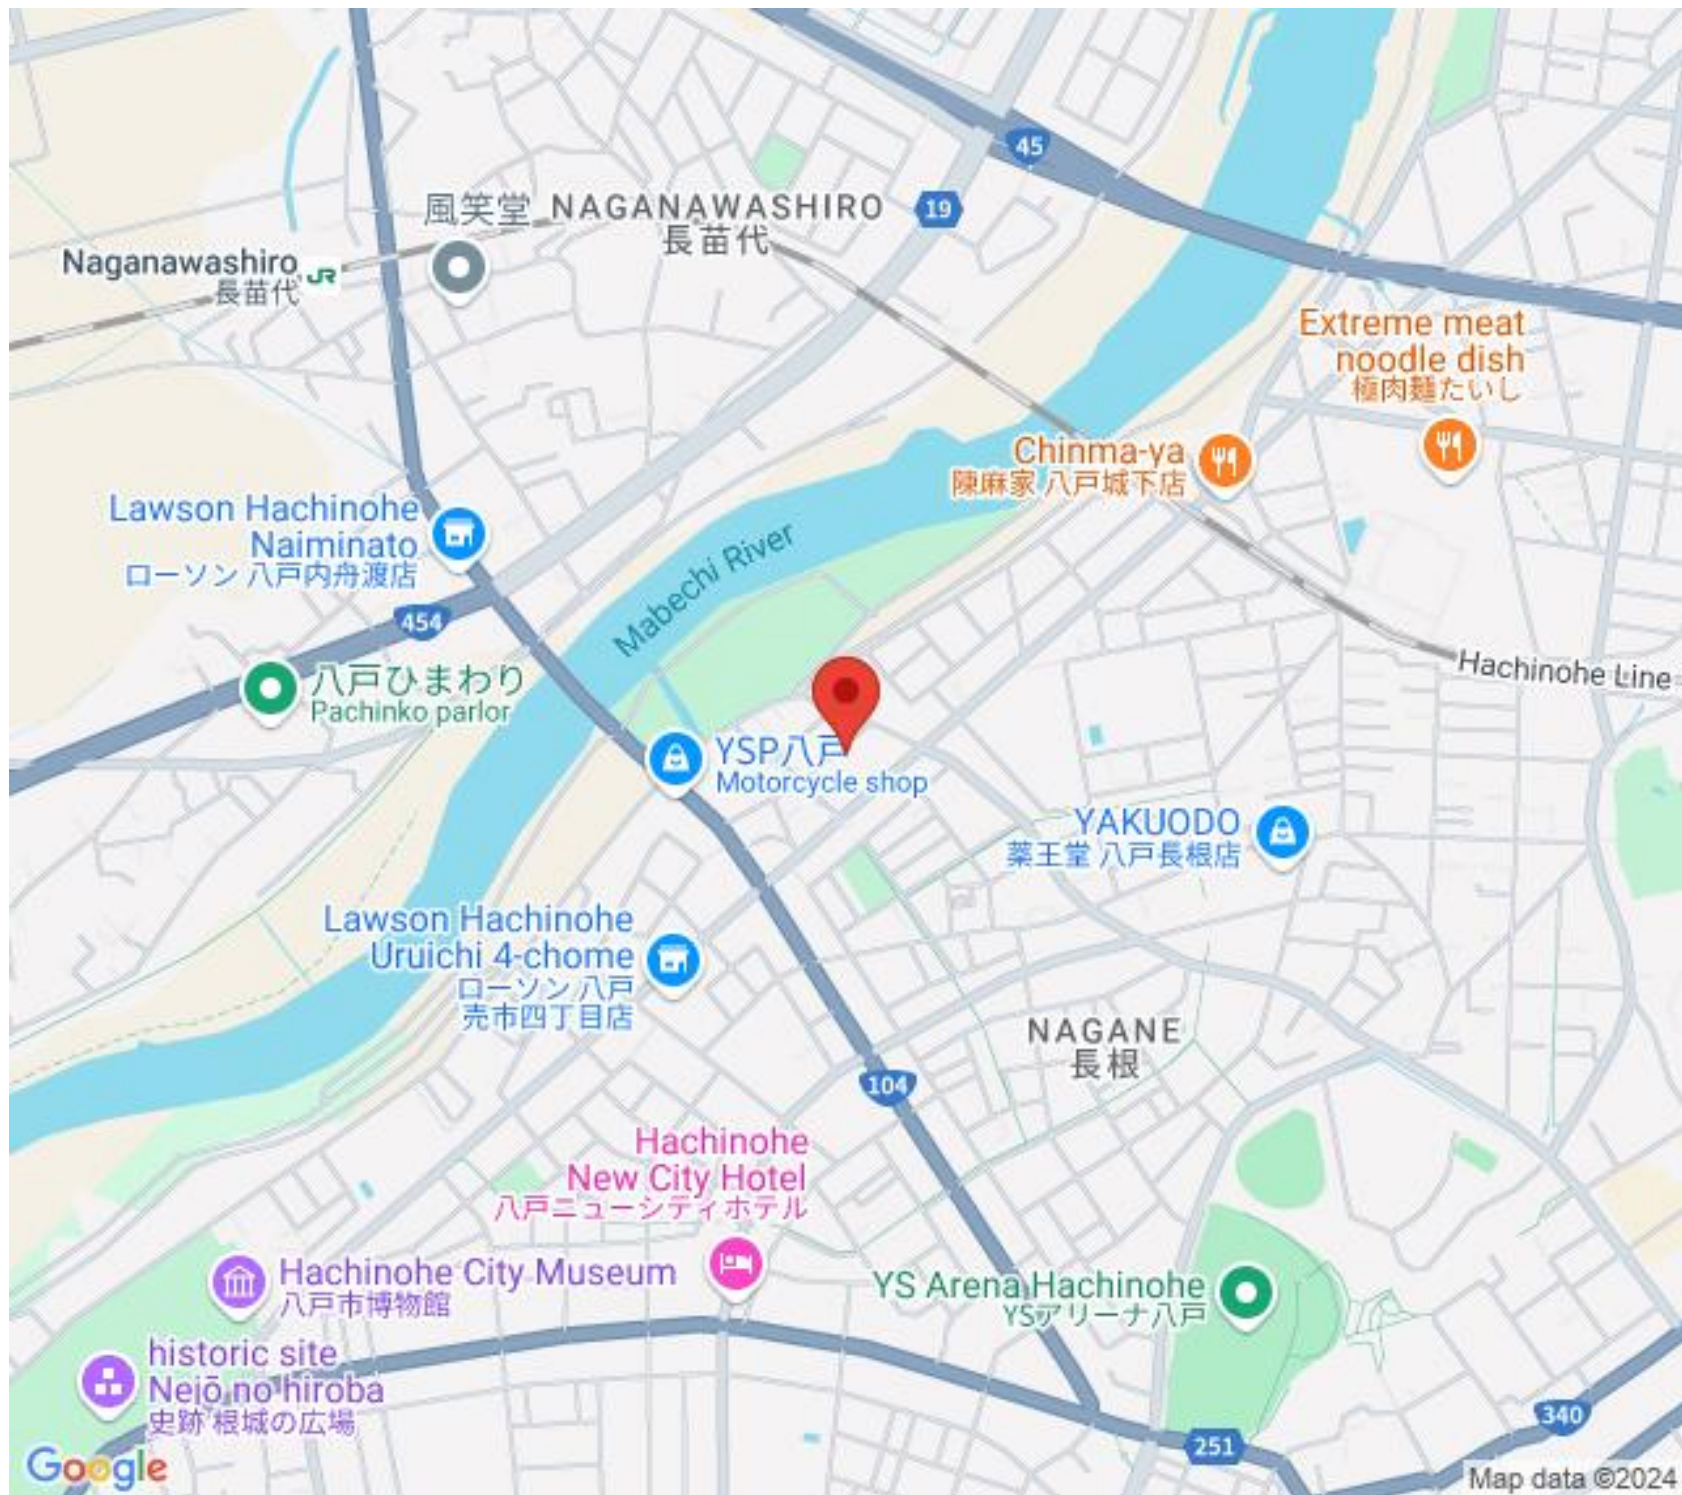 45
風笑堂
NAGANAWASHIRO
長苗代
19
Naganawashiro
長苗代
JR
Extreme meat
noodle dish
極肉麺たいし
Chinma-ya
陳麻家 八戸城下店
Lawson Hachinohe
Naiminato
ローソン 八戸内舟渡店
Mabechi River
454
八戸ひまわり
Pachinko parlor
Hachinohe Line
YSP八戸
Motorcycle shop
YAKUODO
薬王堂 八戸長根店
Lawson Hachinohe
Uruichi 4-chome
ローソン 八戸
売市四丁目店
NAGANE
長根
104
Hachinohe
New City Hotel
八戸ニューシティホテル
Hachinohe City Museum
八戸市博物館
YS Arena Hachinohe
YSアリーナ八戸
historic site
Nejō no hiroba
史跡 根城の広場
340
251
Google
Map data ©2024